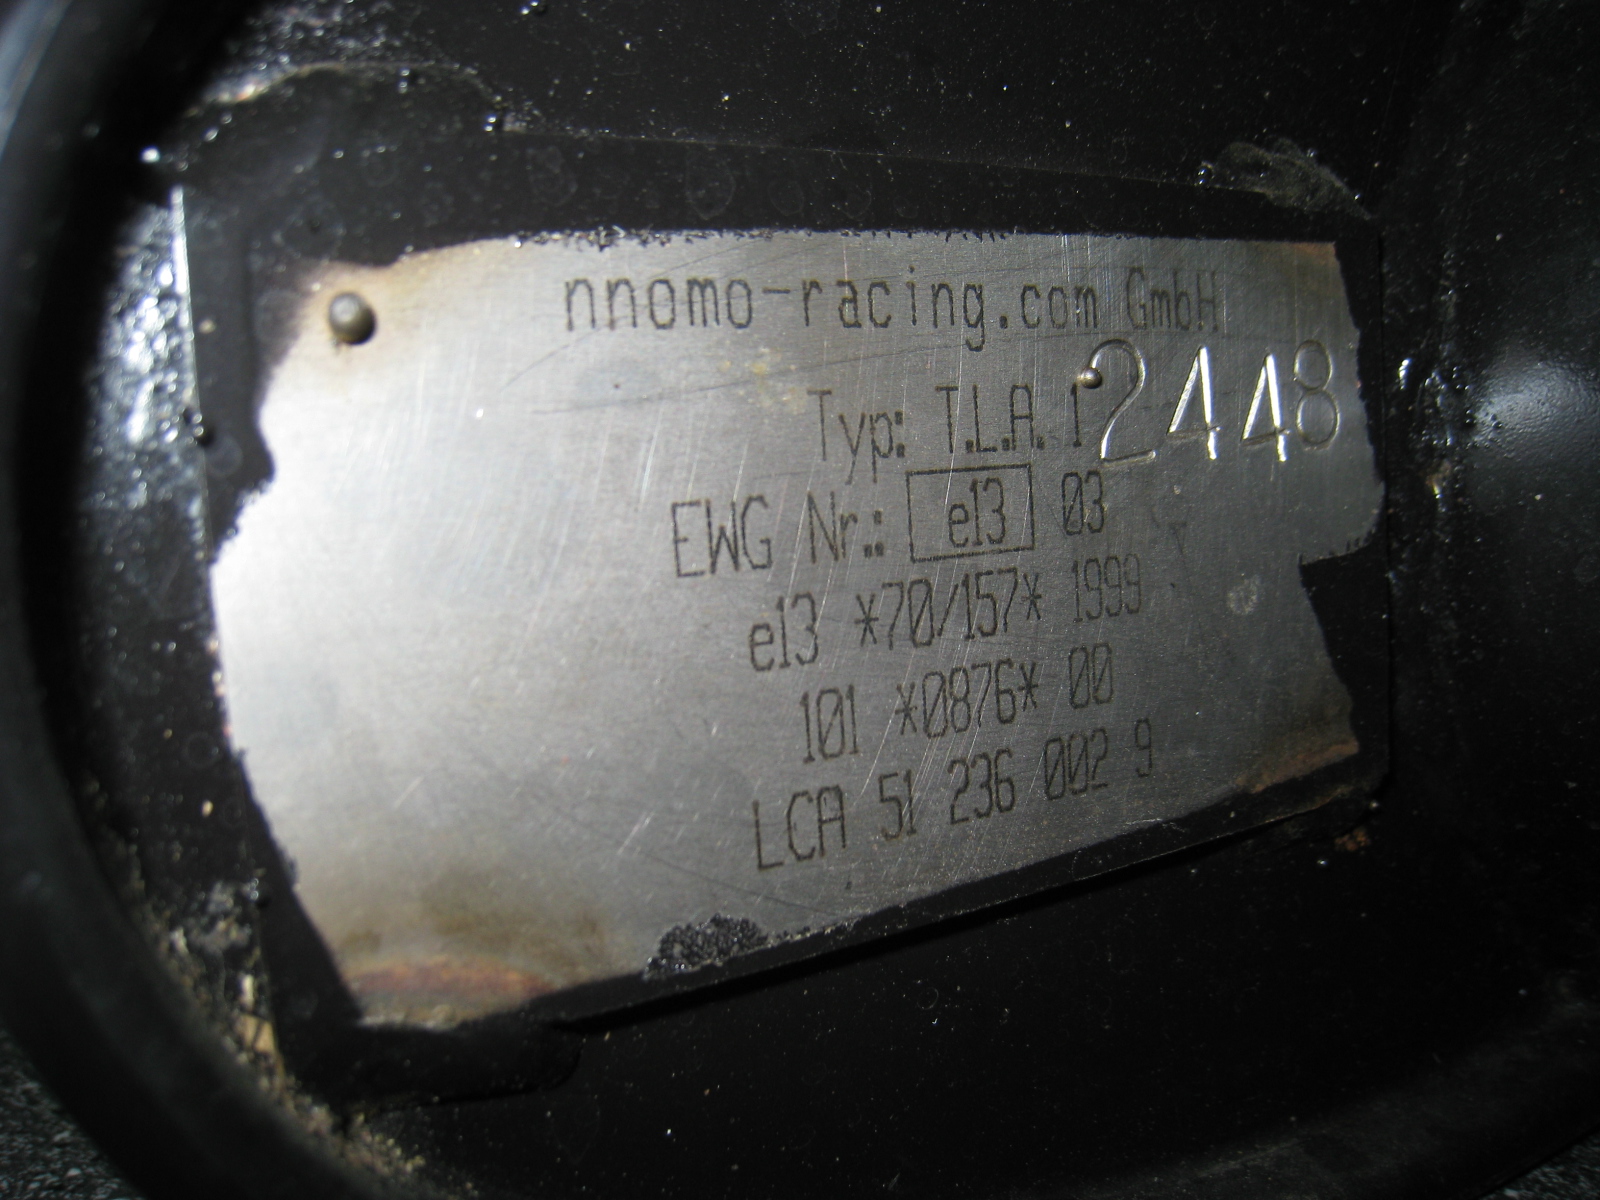 nnomo-racing.com GmbH
Typ: T.L.A. 1 2448
EWG Nr.: e13 03
e13 *70/157* 1999
101 *0876* 00
LCA 51 236 002 9